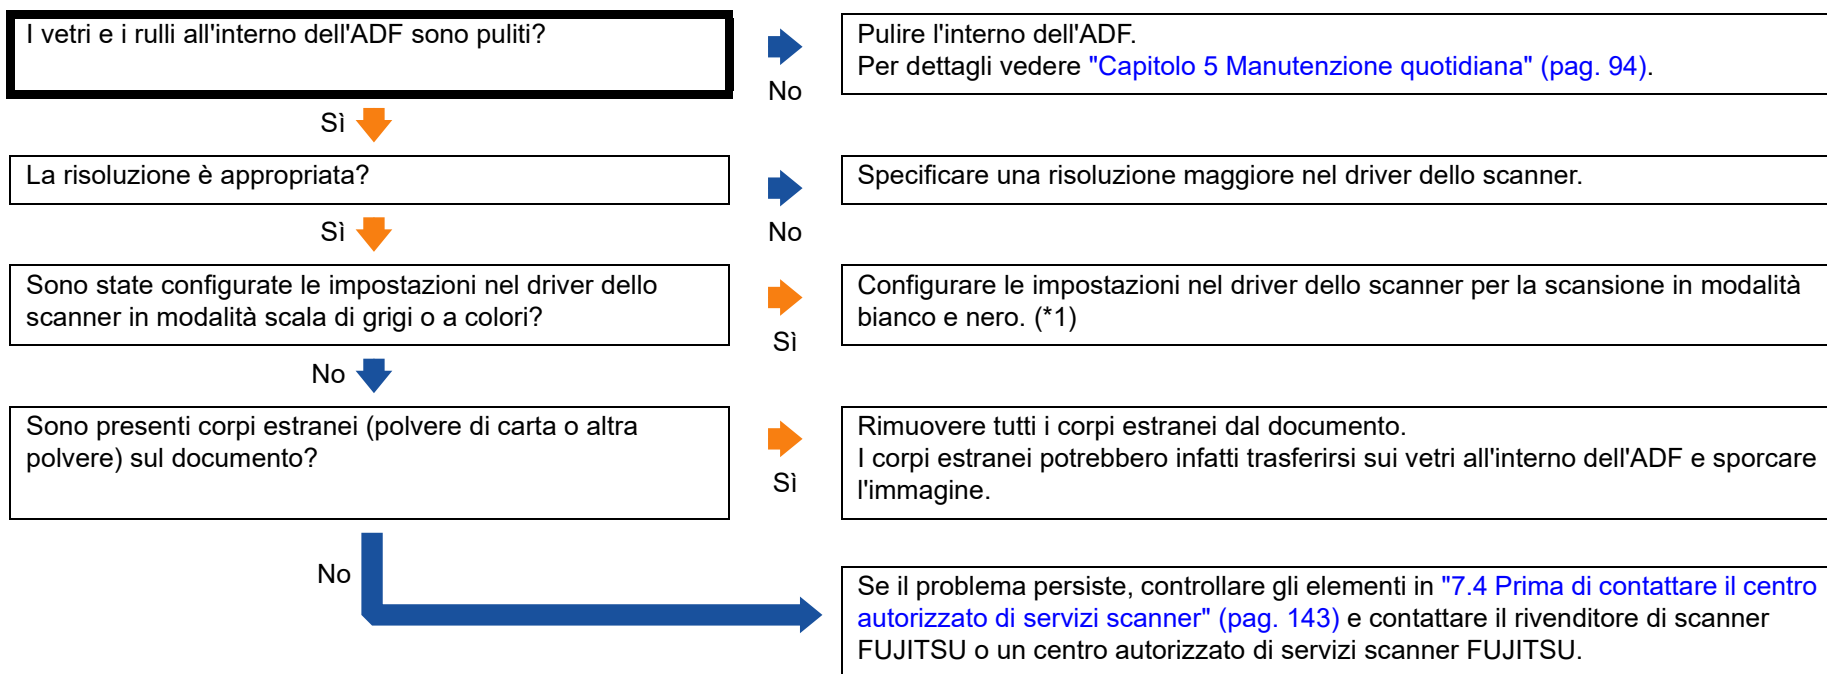 I vetri e i rulli all'interno dell'ADF sono puliti?
No
Pulire l'interno dell'ADF.
Per dettagli vedere "Capitolo 5 Manutenzione quotidiana" (pag. 94).
Sì
La risoluzione è appropriata?
No
Specificare una risoluzione maggiore nel driver dello scanner.
Sì
Sono state configurate le impostazioni nel driver dello
scanner in modalità scala di grigi o a colori?
Sì
Configurare le impostazioni nel driver dello scanner per la scansione in modalità
bianco e nero. (*1)
No
Sono presenti corpi estranei (polvere di carta o altra
polvere) sul documento?
Sì
Rimuovere tutti i corpi estranei dal documento.
I corpi estranei potrebbero infatti trasferirsi sui vetri all'interno dell'ADF e sporcare
l'immagine.
No
Se il problema persiste, controllare gli elementi in "7.4 Prima di contattare il centro
autorizzato di servizi scanner" (pag. 143) e contattare il rivenditore di scanner
FUJITSU o un centro autorizzato di servizi scanner FUJITSU.